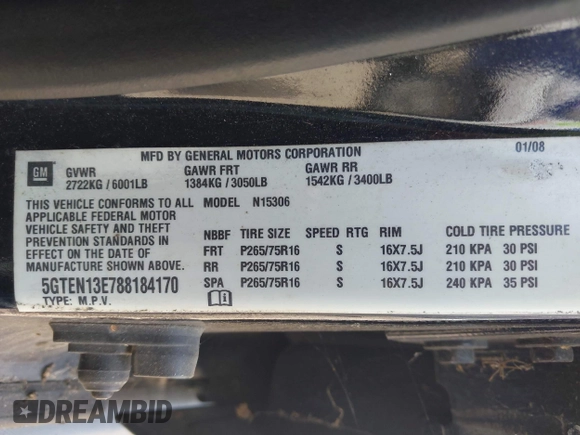 MFD BY GENERAL MOTORS CORPORATION 01/08
GM GVWR GAWR FRT GAWR RR
2722KG / 6001LB 1384KG / 3050LB 1542KG / 3400LB
THIS VEHICLE CONFORMS TO ALL MODEL N15306
APPLICABLE FEDERAL MOTOR
VEHICLE SAFETY AND THEFT
PREVENTION STANDARDS IN
EFFECT ON THE DATE OF
MANUFACTURE SHOWN ABOVE.
5GTEN13E788184170
TYPE: M.P.V.
NBBF TIRE SIZE SPEED RTG RIM COLD TIRE PRESSURE
FRT P265/75R16 S 16X7.5J 210 KPA 30 PSI
RR P265/75R16 S 16X7.5J 210 KPA 30 PSI
SPA P265/75R16 S 16X7.5J 240 KPA 35 PSI
DREAMBID